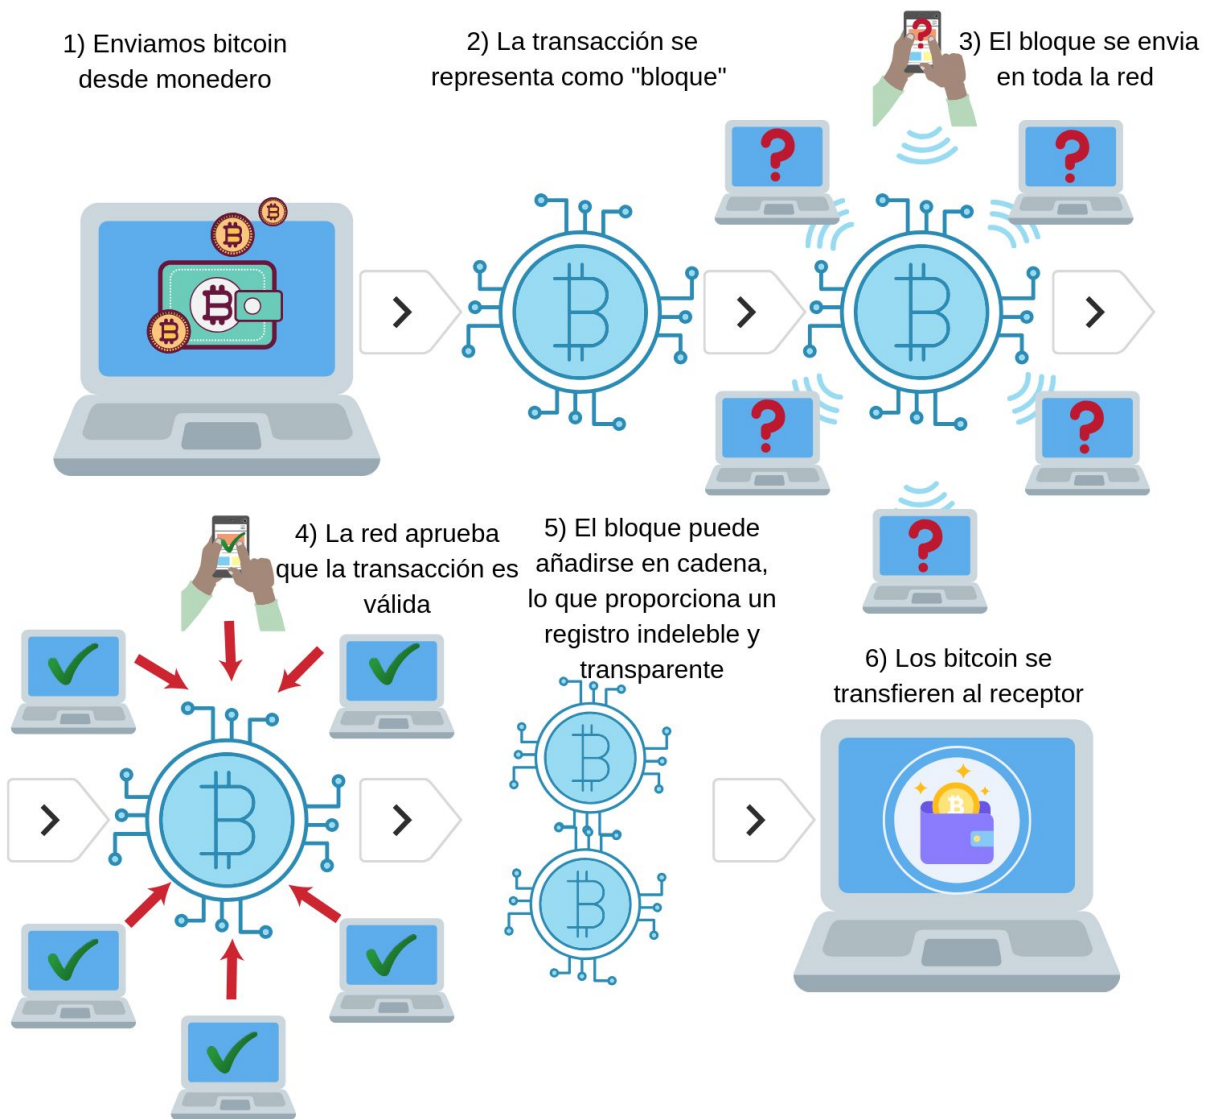 1) Enviamos bitcoin
desde monedero
2) La transacción se
representa como "bloque"
3) El bloque se envia
en toda la red
4) La red aprueba
que la transacción es
válida
5) El bloque puede
añadirse en cadena,
lo que proporciona un
registro indeleble y
transparente
6) Los bitcoin se
transfieren al receptor